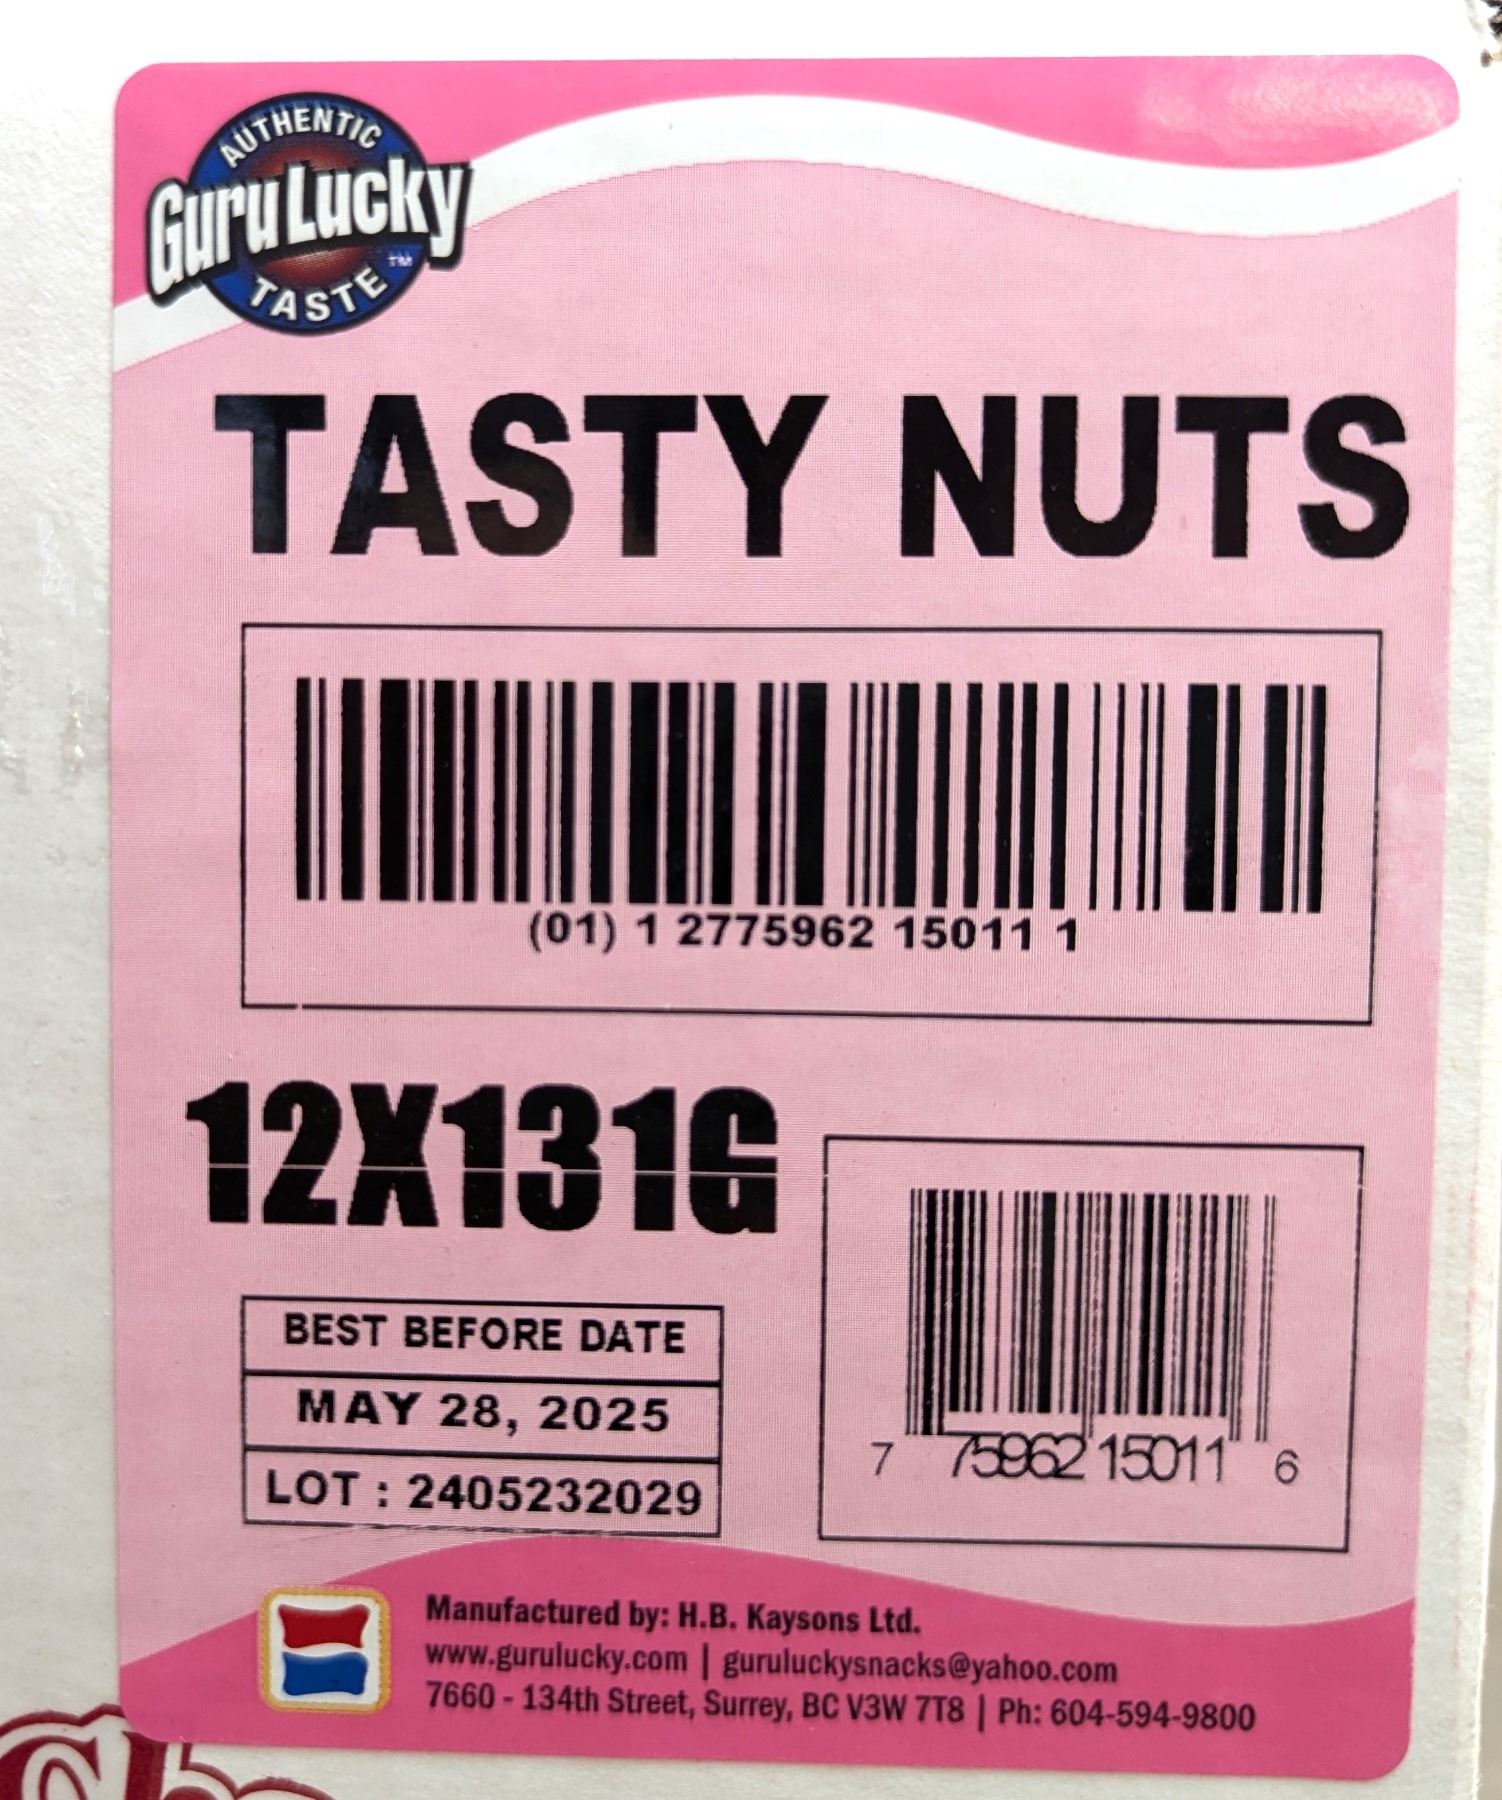 AUTHENTIC
Guru Lucky
TASTE ™
TASTY NUTS
(01) 1 2775962 15011 1
12X131G
BEST BEFORE DATE
MAY 28, 2025
LOT : 2405232029
7 75962 15011 6
Manufactured by: H.B. Kaysons Ltd.
www.gurulucky.com | guruluckysnacks@yahoo.com
7660 - 134th Street, Surrey, BC V3W 7T8 | Ph: 604-594-9800